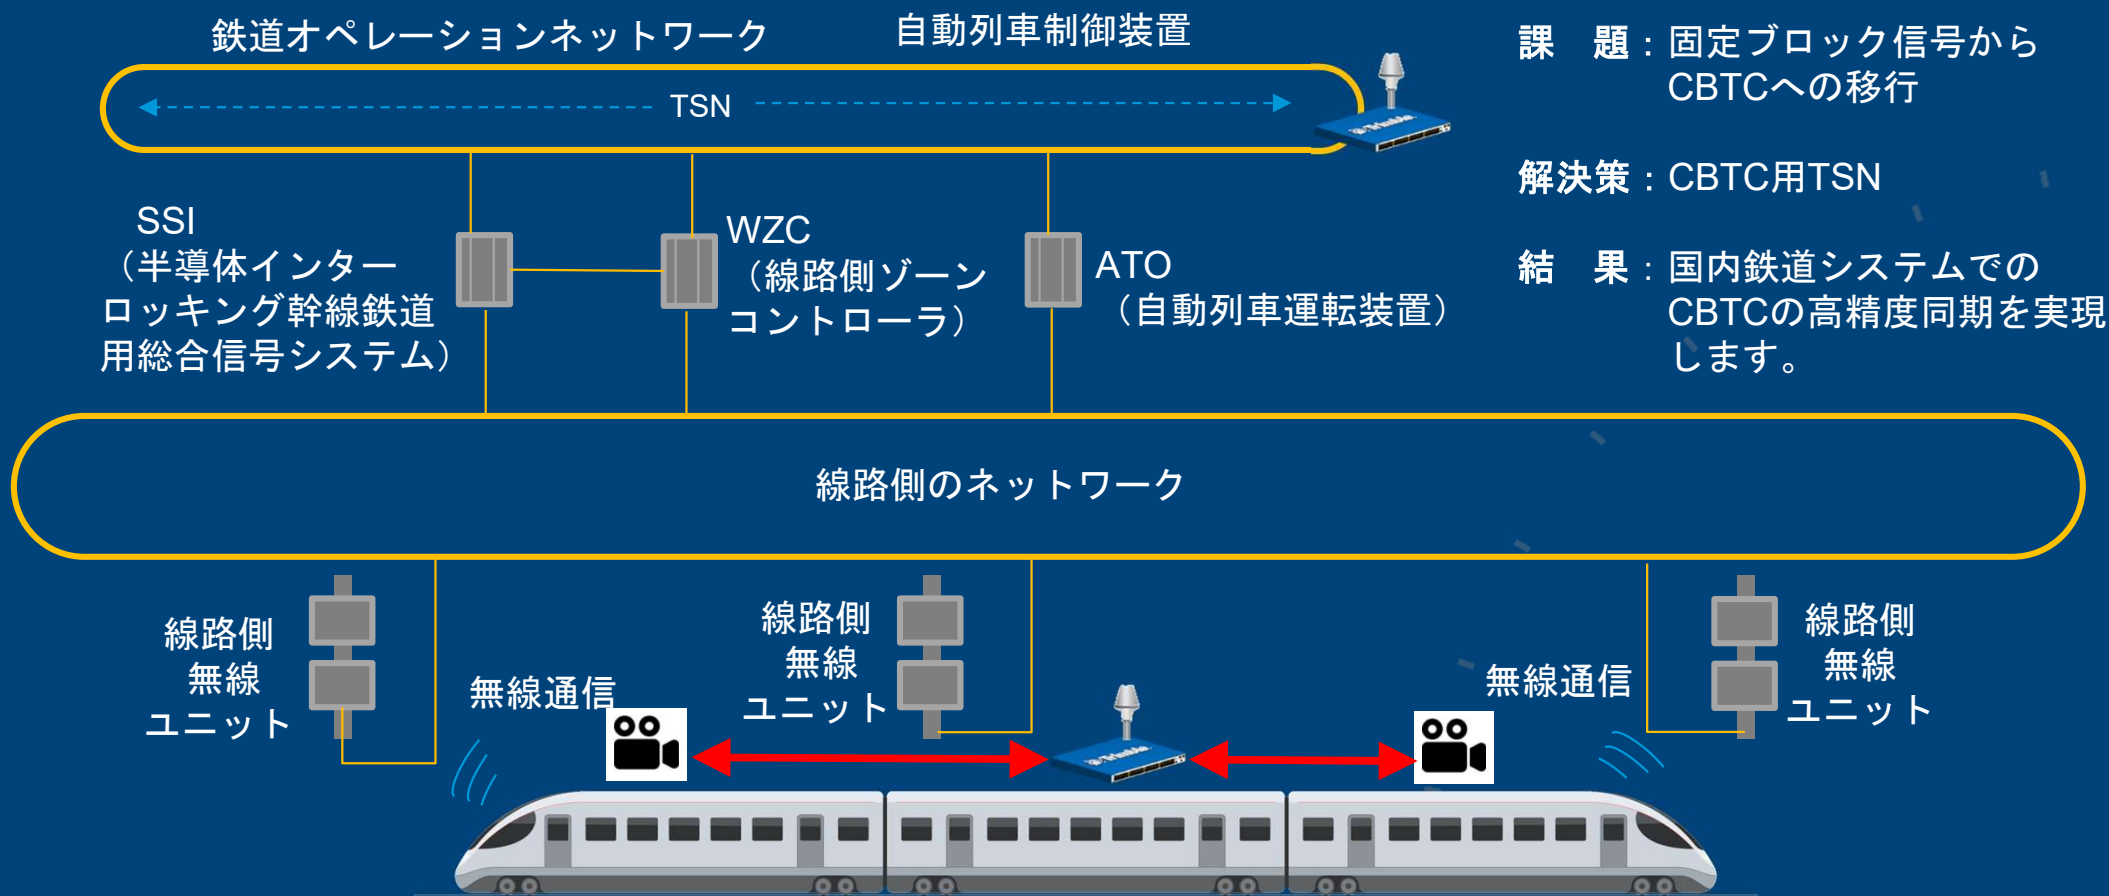 鉄道オペレーションネットワーク
自動列車制御装置
TSN
Trimble.
課　題：固定ブロック信号から
CBTCへの移行
解決策：CBTC用TSN
結　果：国内鉄道システムでの
CBTCの高精度同期を実現
します。
SSI
（半導体インター
ロッキング幹線鉄道
用総合信号システム）
WZC
（線路側ゾーン
コントローラ）
ATO
（自動列車運転装置）
線路側のネットワーク
線路側
無線
ユニット
無線通信
線路側
無線
ユニット
Trimble.
無線通信
線路側
無線
ユニット